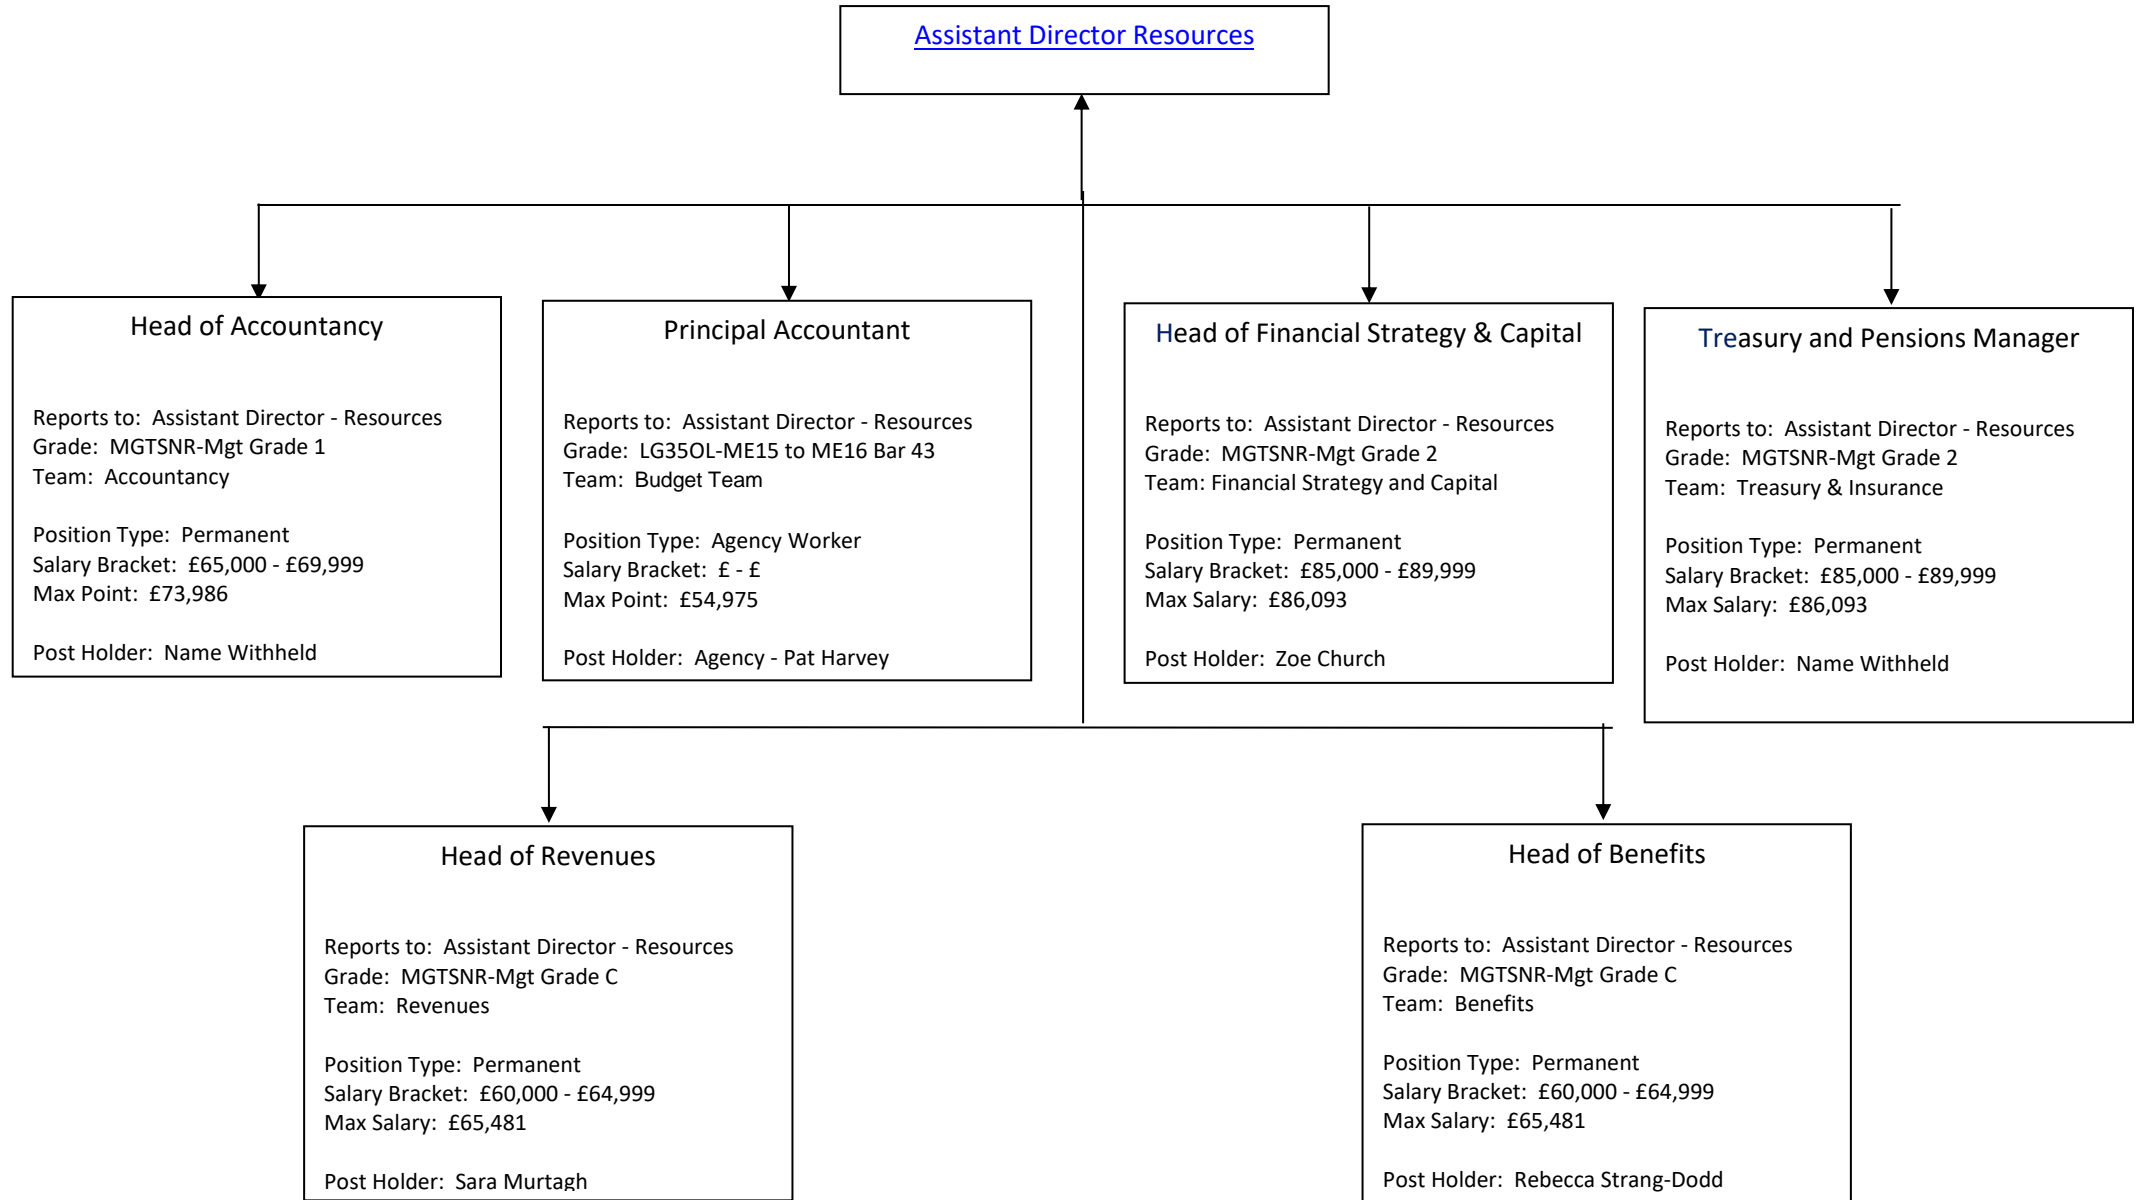 Assistant Director Resources
Head of Accountancy
Reports to: Assistant Director - Resources
Grade: MGTSNR-Mgt Grade 1
Team: Accountancy
Position Type: Permanent
Salary Bracket: £65,000 - £69,999
Max Point: £73,986
Post Holder: Name Withheld
Principal Accountant
Reports to: Assistant Director - Resources
Grade: LG35OL-ME15 to ME16 Bar 43
Team: Budget Team
Position Type: Agency Worker
Salary Bracket: £ - £
Max Point: £54,975
Post Holder: Agency - Pat Harvey
Head of Financial Strategy & Capital
Reports to: Assistant Director - Resources
Grade: MGTSNR-Mgt Grade 2
Team: Financial Strategy and Capital
Position Type: Permanent
Salary Bracket: £85,000 - £89,999
Max Salary: £86,093
Post Holder: Zoe Church
Treasury and Pensions Manager
Reports to: Assistant Director - Resources
Grade: MGTSNR-Mgt Grade 2
Team: Treasury & Insurance
Position Type: Permanent
Salary Bracket: £85,000 - £89,999
Max Salary: £86,093
Post Holder: Name Withheld
Head of Revenues
Reports to: Assistant Director - Resources
Grade: MGTSNR-Mgt Grade C
Team: Revenues
Position Type: Permanent
Salary Bracket: £60,000 - £64,999
Max Salary: £65,481
Post Holder: Sara Murtagh
Head of Benefits
Reports to: Assistant Director - Resources
Grade: MGTSNR-Mgt Grade C
Team: Benefits
Position Type: Permanent
Salary Bracket: £60,000 - £64,999
Max Salary: £65,481
Post Holder: Rebecca Strang-Dodd